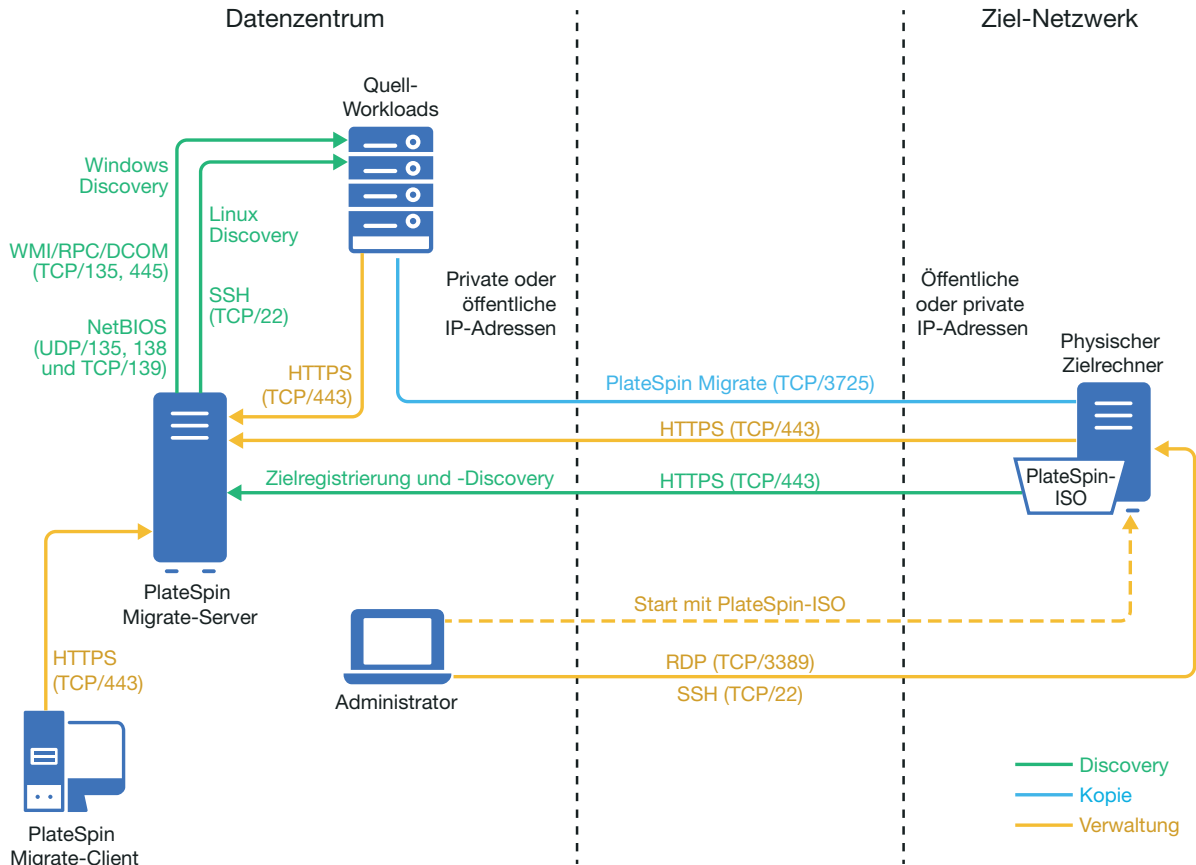 Datenzentrum
Ziel-Netzwerk
Quell-
Workloads
Windows
Discovery
Linux
Discovery
WMI/RPC/DCOM
(TCP/135, 445)
SSH
(TCP/22)
NetBIOS
(UDP/135, 138
und TCP/139)
HTTPS
(TCP/443)
Private oder
öffentliche
IP-Adressen
Öffentliche
oder private
IP-Adressen
Physischer
Zielrechner
PlateSpin Migrate (TCP/3725)
HTTPS (TCP/443)
Zielregistrierung und -Discovery
HTTPS (TCP/443)
PlateSpin-
ISO
PlateSpin
Migrate-Server
Start mit PlateSpin-ISO
RDP (TCP/3389)
SSH (TCP/22)
Administrator
HTTPS
(TCP/443)
PlateSpin
Migrate-Client
Discovery
Kopie
Verwaltung